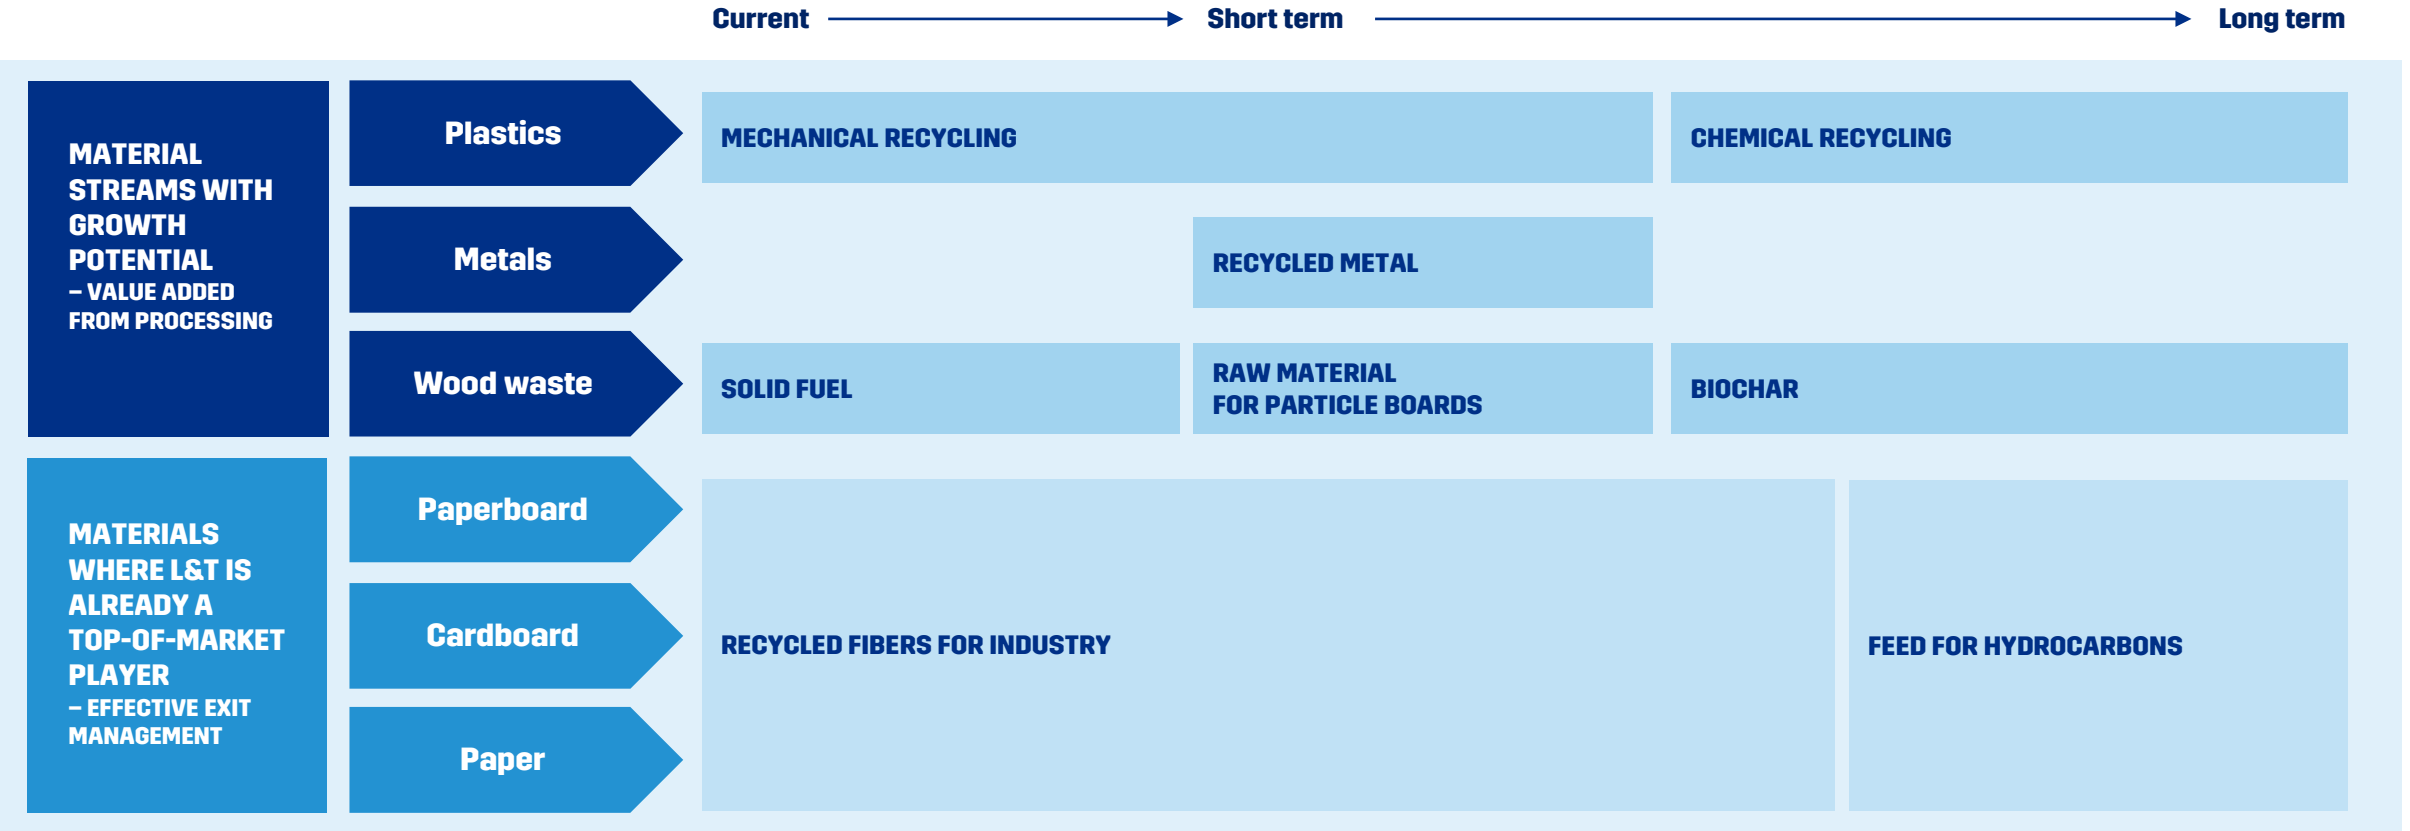 Current
Short term
Long term
MATERIAL
STREAMS WITH
GROWTH
POTENTIAL
– VALUE ADDED
FROM PROCESSING
Plastics
MECHANICAL RECYCLING
CHEMICAL RECYCLING
Metals
RECYCLED METAL
Wood waste
SOLID FUEL
RAW MATERIAL
FOR PARTICLE BOARDS
BIOCHAR
MATERIALS
WHERE L&T IS
ALREADY A
TOP-OF-MARKET
PLAYER
– EFFECTIVE EXIT
MANAGEMENT
Paperboard
Cardboard
Paper
RECYCLED FIBERS FOR INDUSTRY
FEED FOR HYDROCARBONS